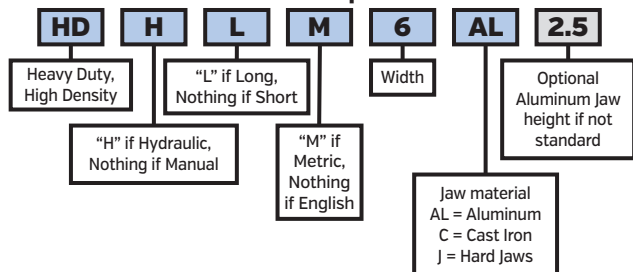 HD H L M 6 AL 2.5
Heavy Duty,
High Density
“L” if Long,
Nothing if Short
Width
Optional
Aluminum Jaw
height if not
standard
“H” if Hydraulic,
Nothing if Manual
“M” if
Metric,
Nothing
if English
Jaw material
AL = Aluminum
C = Cast Iron
J = Hard Jaws